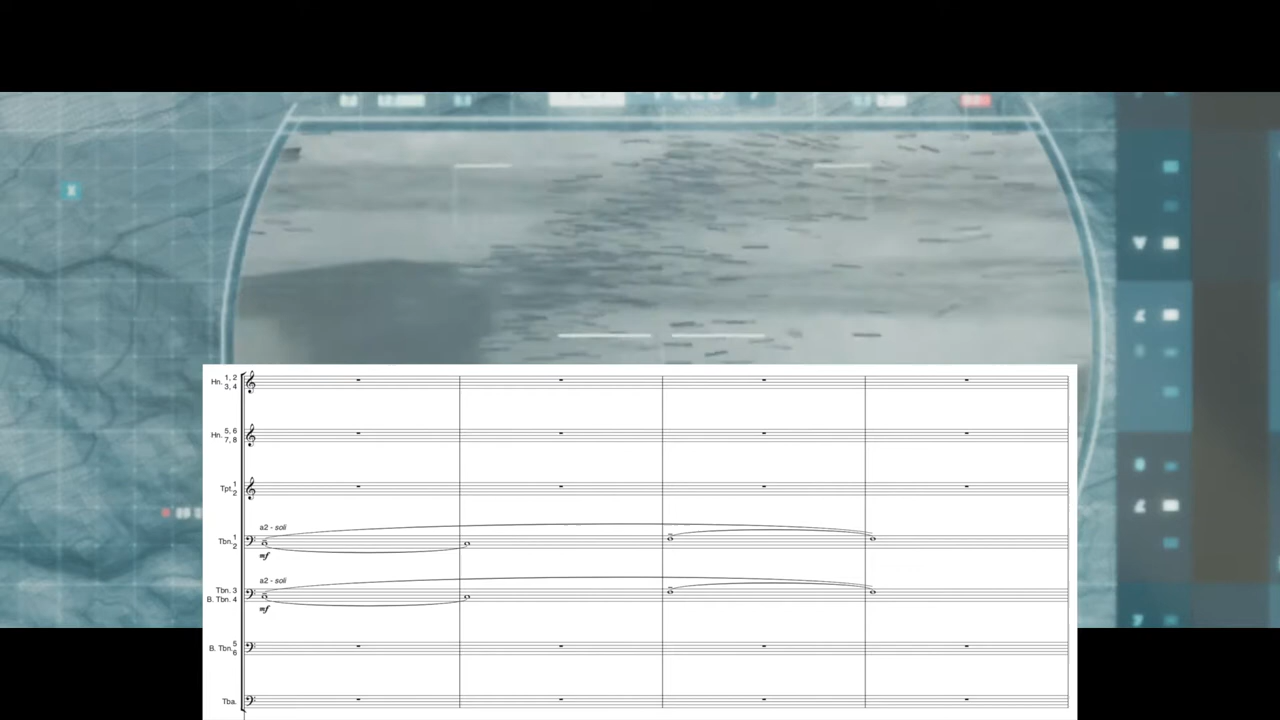 Hn. 1, 2
3, 4
Hn. 5, 6
7, 8
Tpt. 1
2
a2 - soli
Tbn. 1
2
mf
a2 - soli
Tbn. 3
B. Tbn. 4
mf
B. Tbn. 5
6
Tba.